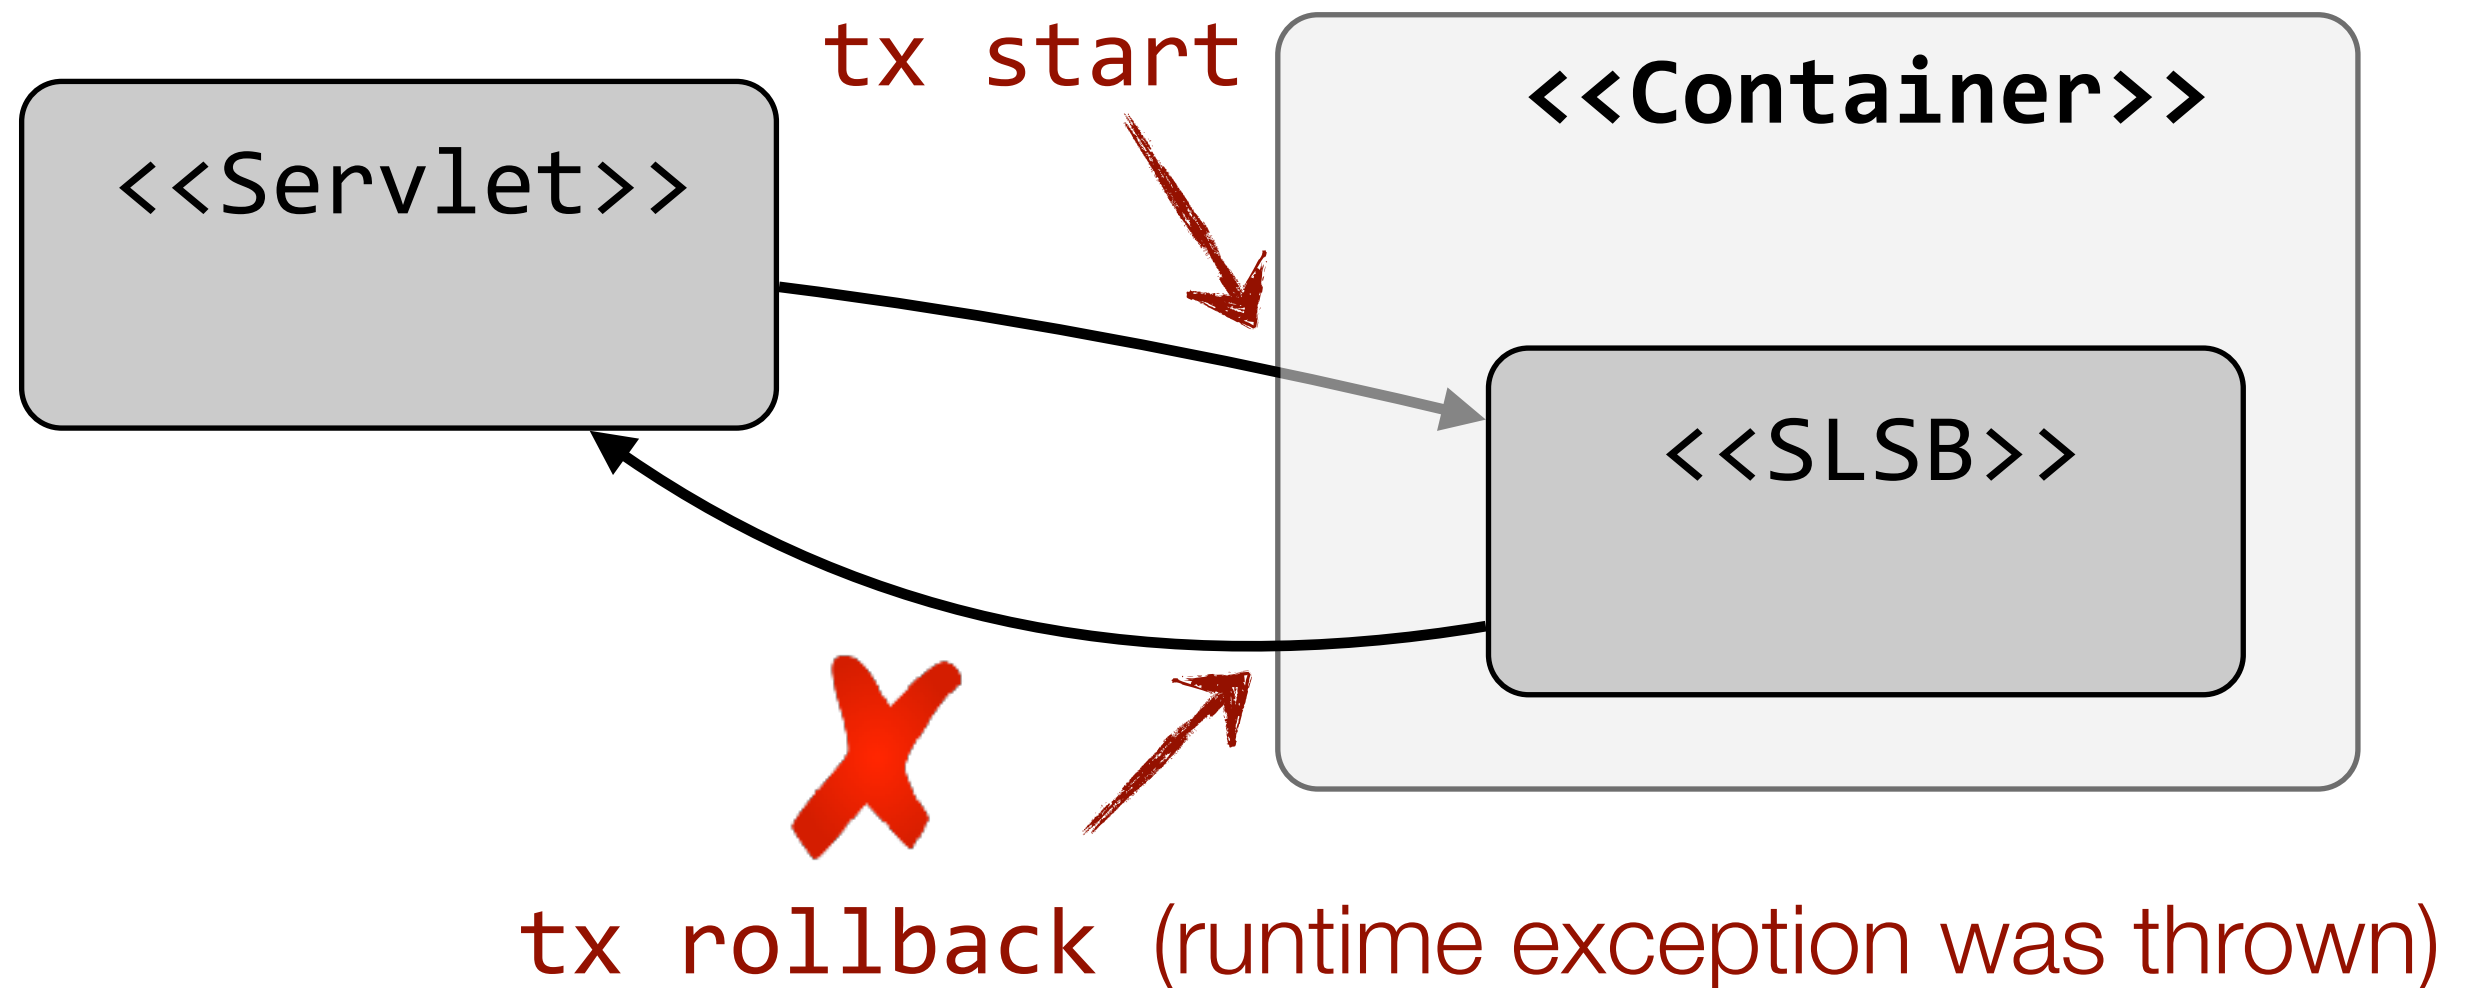 tx start
<<Container>>
<<Servlet>>
<<SLSB>>
tx rollback (runtime exception was thrown)